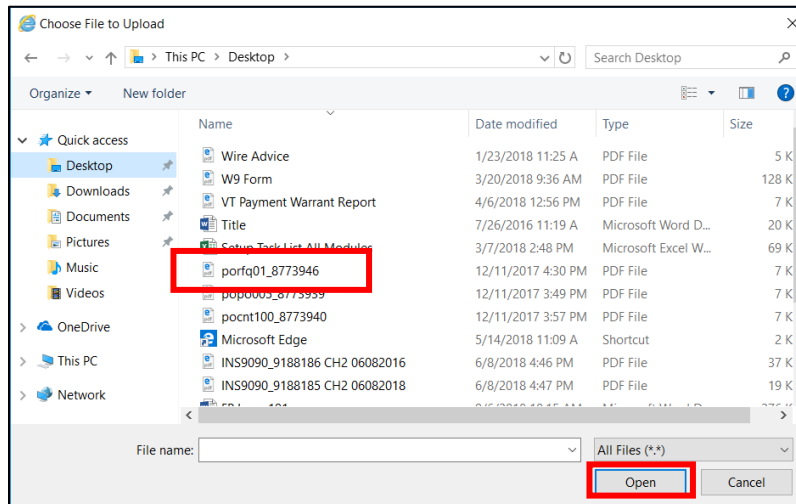 Choose File to Upload
This PC > Desktop >
Search Desktop
Organize New folder ?
Name Date modified Type Size
Quick access
Desktop
Downloads
Documents
Pictures
Music
Videos
OneDrive
This PC
Network
Wire Advice 1/23/2018 11:25 A PDF File 5 K
W9 Form 3/20/2018 9:36 AM PDF File 128 K
VT Payment Warrant Report 4/6/2018 12:56 PM PDF File 7 K
Title 7/26/2016 11:19 A Microsoft Word D... 20 K
Setup Task List All Modules 3/7/2018 2:48 PM Microsoft Excel W... 69 K
porfq01_8773946 12/11/2017 4:30 PM PDF File 7 K
popo005_8773939 12/11/2017 3:49 PM PDF File 7 K
pocnt100_8773940 12/11/2017 3:57 PM PDF File 7 K
Microsoft Edge 5/14/2018 11:09 A Shortcut 2 K
INS9090_9188186 CH2 06082016 6/8/2018 4:46 PM PDF File 37 K
INS9090_9188185 CH2 06082018 6/8/2018 4:47 PM PDF File 19 K
File name: All Files (*.*)
Open Cancel